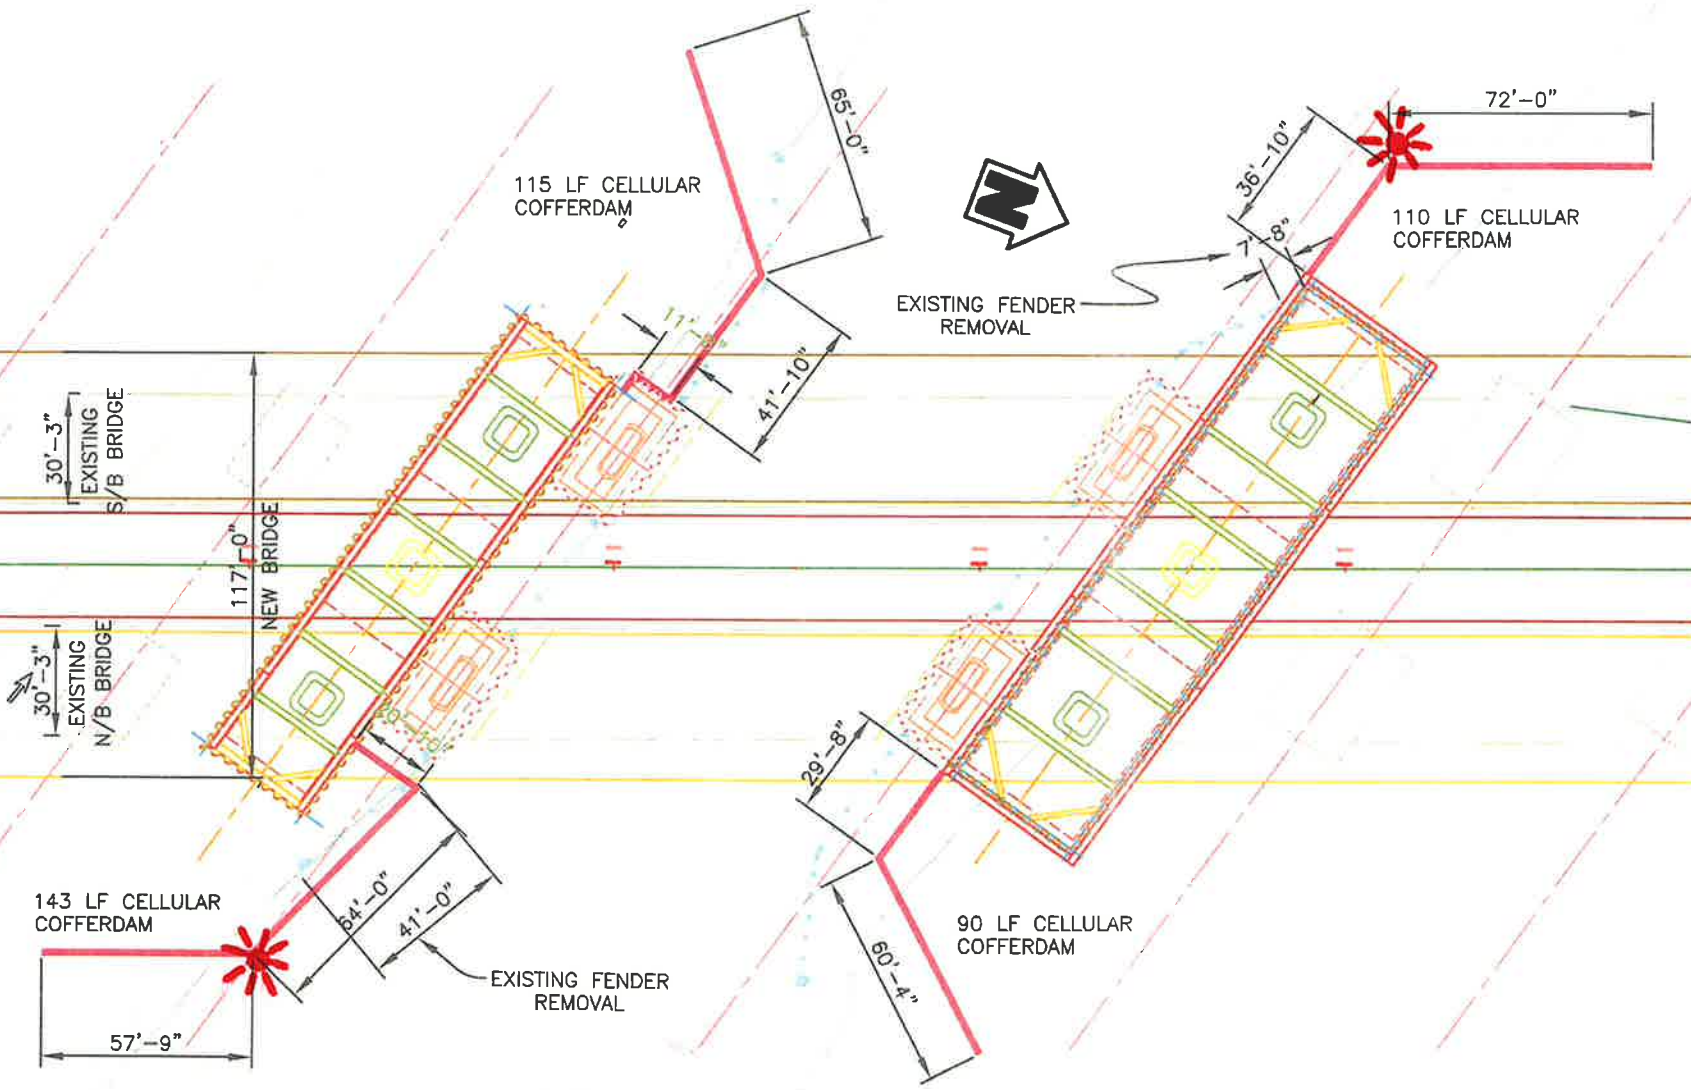 65'-0"
72'-0"
36'-10"
115 LF CELLULAR
COFFERDAM
N
110 LF CELLULAR
COFFERDAM
7'-8"
EXISTING FENDER
REMOVAL
41'-10"
30'-3"
EXISTING
S/B BRIDGE
117'-0"
NEW BRIDGE
30'-3"
EXISTING
N/B BRIDGE
29'-8"
143 LF CELLULAR
COFFERDAM
64'-0"
41'-0"
90 LF CELLULAR
COFFERDAM
60'-4"
EXISTING FENDER
REMOVAL
57'-9"